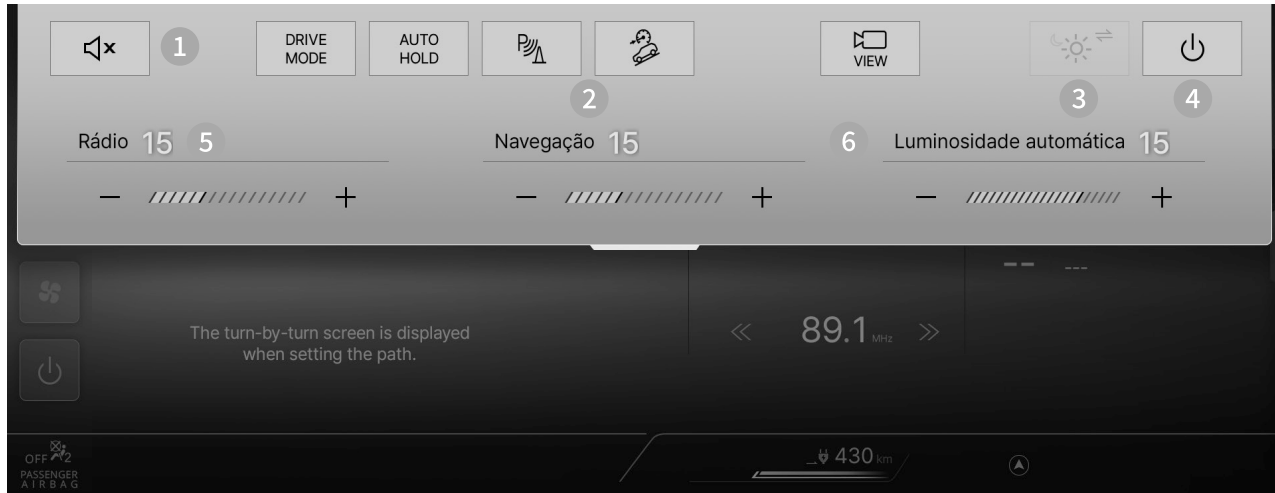 1
DRIVE
MODE
AUTO
HOLD
P
VIEW
2
3
4
Rádio 15 5
Navegação 15
6 Luminosidade automática 15
The turn-by-turn screen is displayed
when setting the path.
89.1 MHz
OFF 2
PASSENGER
AIRBAG
430 km